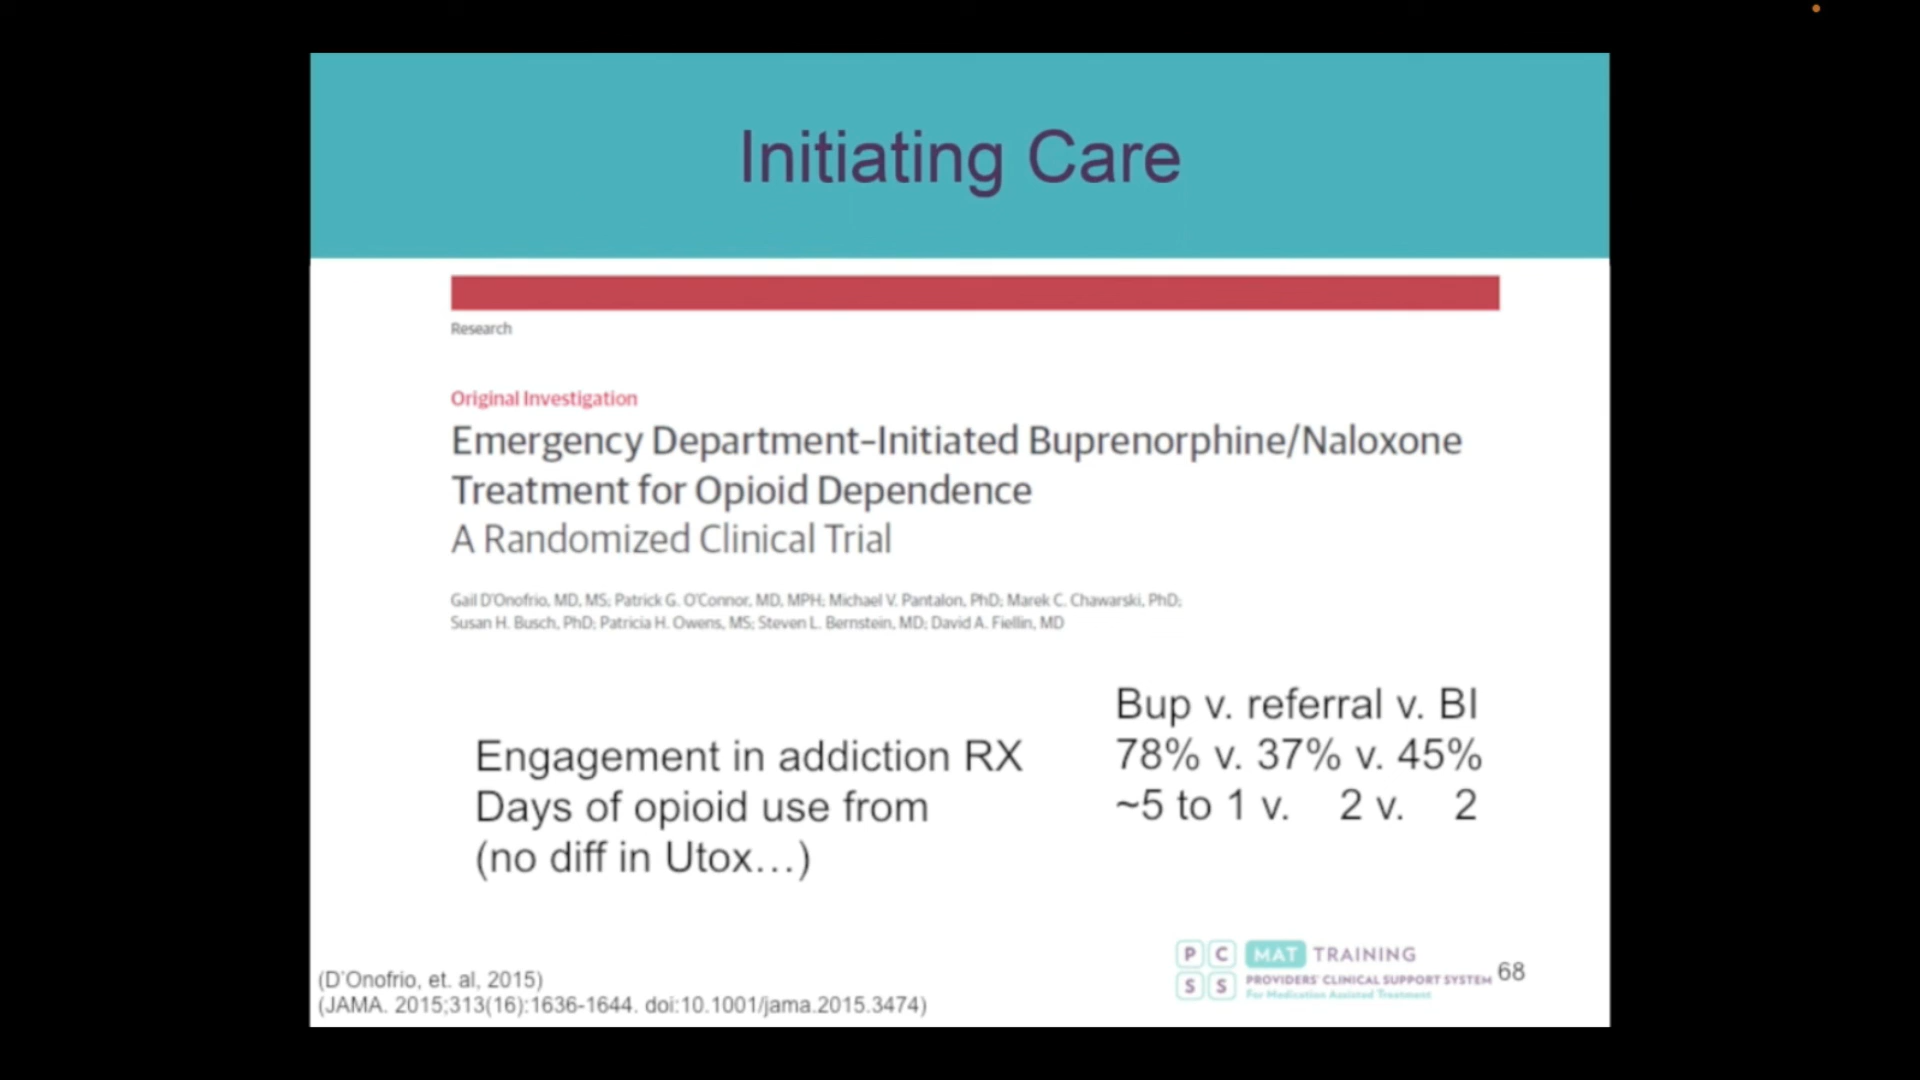 Initiating Care
Research
Original Investigation
Emergency Department–Initiated Buprenorphine/Naloxone
Treatment for Opioid Dependence
A Randomized Clinical Trial
Gail D'Onofrio, MD, MS; Patrick G. O'Connor, MD, MPH; Michael V. Pantalon, PhD; Marek C. Chawarski, PhD;
Susan H. Busch, PhD; Patricia H. Owens, MS; Steven L. Bernstein, MD; David A. Fiellin, MD
Bup v. referral v. BI
Engagement in addiction RX 78% v. 37% v. 45%
Days of opioid use from ~5 to 1 v. 2 v. 2
(no diff in Utox…)
(D'Onofrio, et. al, 2015)
(JAMA. 2015;313(16):1636-1644. doi:10.1001/jama.2015.3474)
P C MAT TRAINING
S S PROVIDERS' CLINICAL SUPPORT SYSTEM
For Medication Assisted Treatment
68